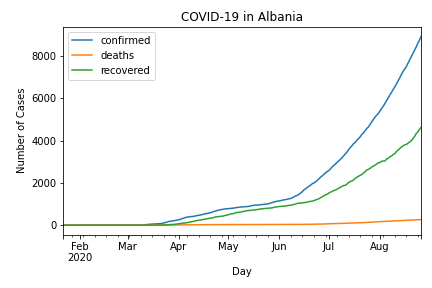 COVID-19 in Albania
confirmed
deaths
recovered
Number of Cases
8000
6000
4000
2000
0
Feb Mar Apr May Jun Jul Aug
2020
Day